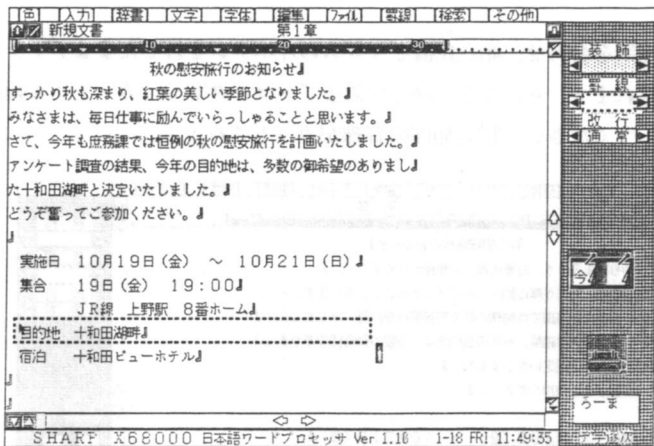 [色] [入力] [辞書] [文字] [字体] [編集] [ファイル] [罫線] [検索] [その他]
新規文書 第1章
10 20 30
秋の慰安旅行のお知らせ
すっかり秋も深まり、紅葉の美しい季節となりました。
みなさまは、毎日仕事に励んでいらっしゃることと思います。
さて、今年も庶務課では恒例の秋の慰安旅行を計画いたしました。
アンケート調査の結果、今年の目的地は、多数の御希望のありまし
た十和田湖畔と決定いたしました。
どうぞ奮ってご参加ください。
実施日 10月19日(金) ~ 10月21日(日)
集合 19日(金) 19:00
JR線 上野駅 8番ホーム
目的地 十和田湖畔
宿泊 十和田ビューホテル
装飾
罫線
改行
通常
今
ろーま
SHARP X68000 日本語ワードプロセッサ Ver 1.10 1-18 FRI 11:49:35